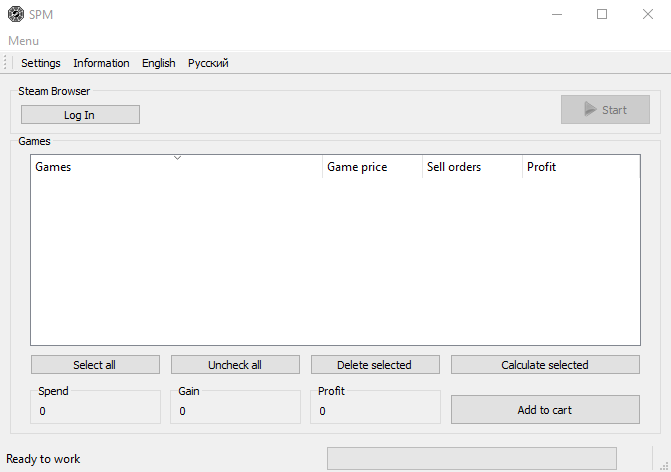 SPM
Menu
Settings Information English Русский
Steam Browser
Log In
Start
Games
Games Game price Sell orders Profit
Select all Uncheck all Delete selected Calculate selected
Spend Gain Profit
0 0 0
Add to cart
Ready to work